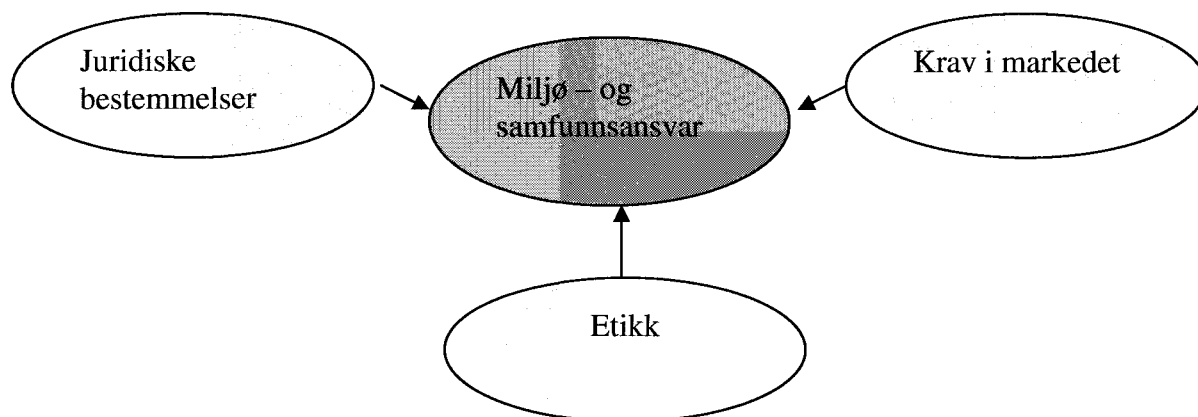 Juridiske
bestemmelser
Miljø – og
samfunnsansvar
Krav i markedet
Etikk